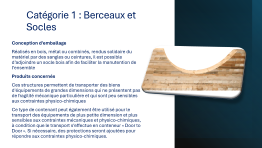 Catégorie 1 : Berceaux et
Socles
Conception d'emballage
Réalisés en bois, métal ou combinés, rendus solidaire du
matériel par des sangles ou ceintures, il est possible
d'adjoindre un socle bois afin de faciliter la manutention de
l'ensemble
Produits concernés
Ces structures permettent de transporter des biens
d'équipements de grandes dimensions qui ne présentent pas
de fragilité mécanique particulière et qui sont peu sensibles
aux contraintes physico-chimiques
Ce type de contenant peut également être utilisé pour le
transport des équipements de plus petite dimension et plus
sensibles aux contraintes mécaniques et physico-chimiques,
à condition que le transport s'effectue en conteneur « Door to
Door ». Si nécessaire, des protections seront ajoutées pour
répondre aux contraintes physico-chimiques.